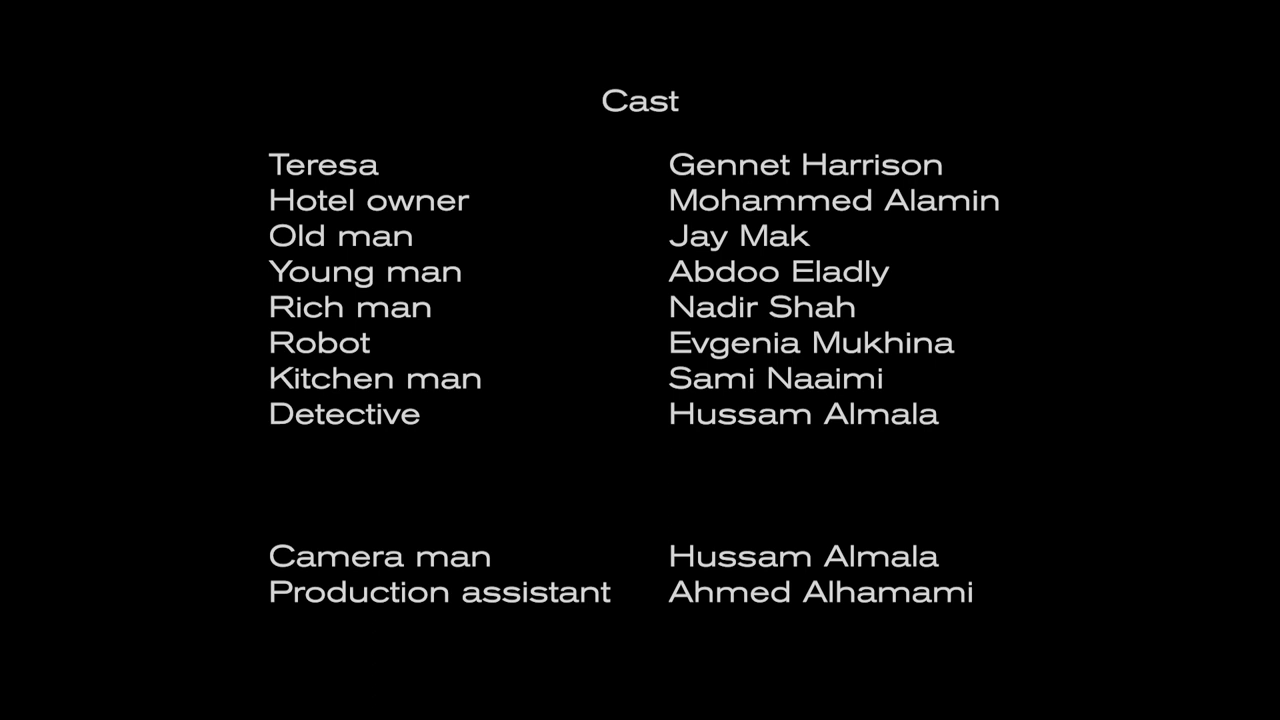 Cast
Teresa Gennet Harrison
Hotel owner Mohammed Alamin
Old man Jay Mak
Young man Abdoo Eladly
Rich man Nadir Shah
Robot Evgenia Mukhina
Kitchen man Sami Naaimi
Detective Hussam Almala
Camera man Hussam Almala
Production assistant Ahmed Alhamami